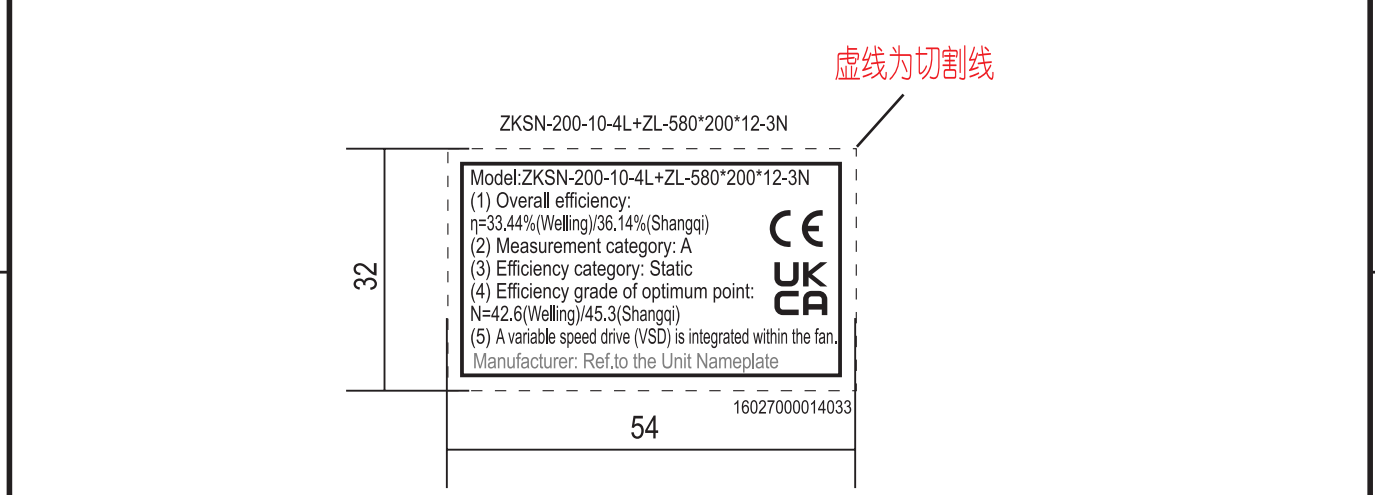 虚线为切割线
ZKSN-200-10-4L+ZL-580*200*12-3N
Model:ZKSN-200-10-4L+ZL-580*200*12-3N
(1) Overall efficiency:
η=33.44%(Welling)/36.14%(Shangqi)
(2) Measurement category: A
(3) Efficiency category: Static
(4) Efficiency grade of optimum point:
N=42.6(Welling)/45.3(Shangqi)
(5) A variable speed drive (VSD) is integrated within the fan.
Manufacturer: Ref.to the Unit Nameplate
CE
UK
CA
32
16027000014033
54